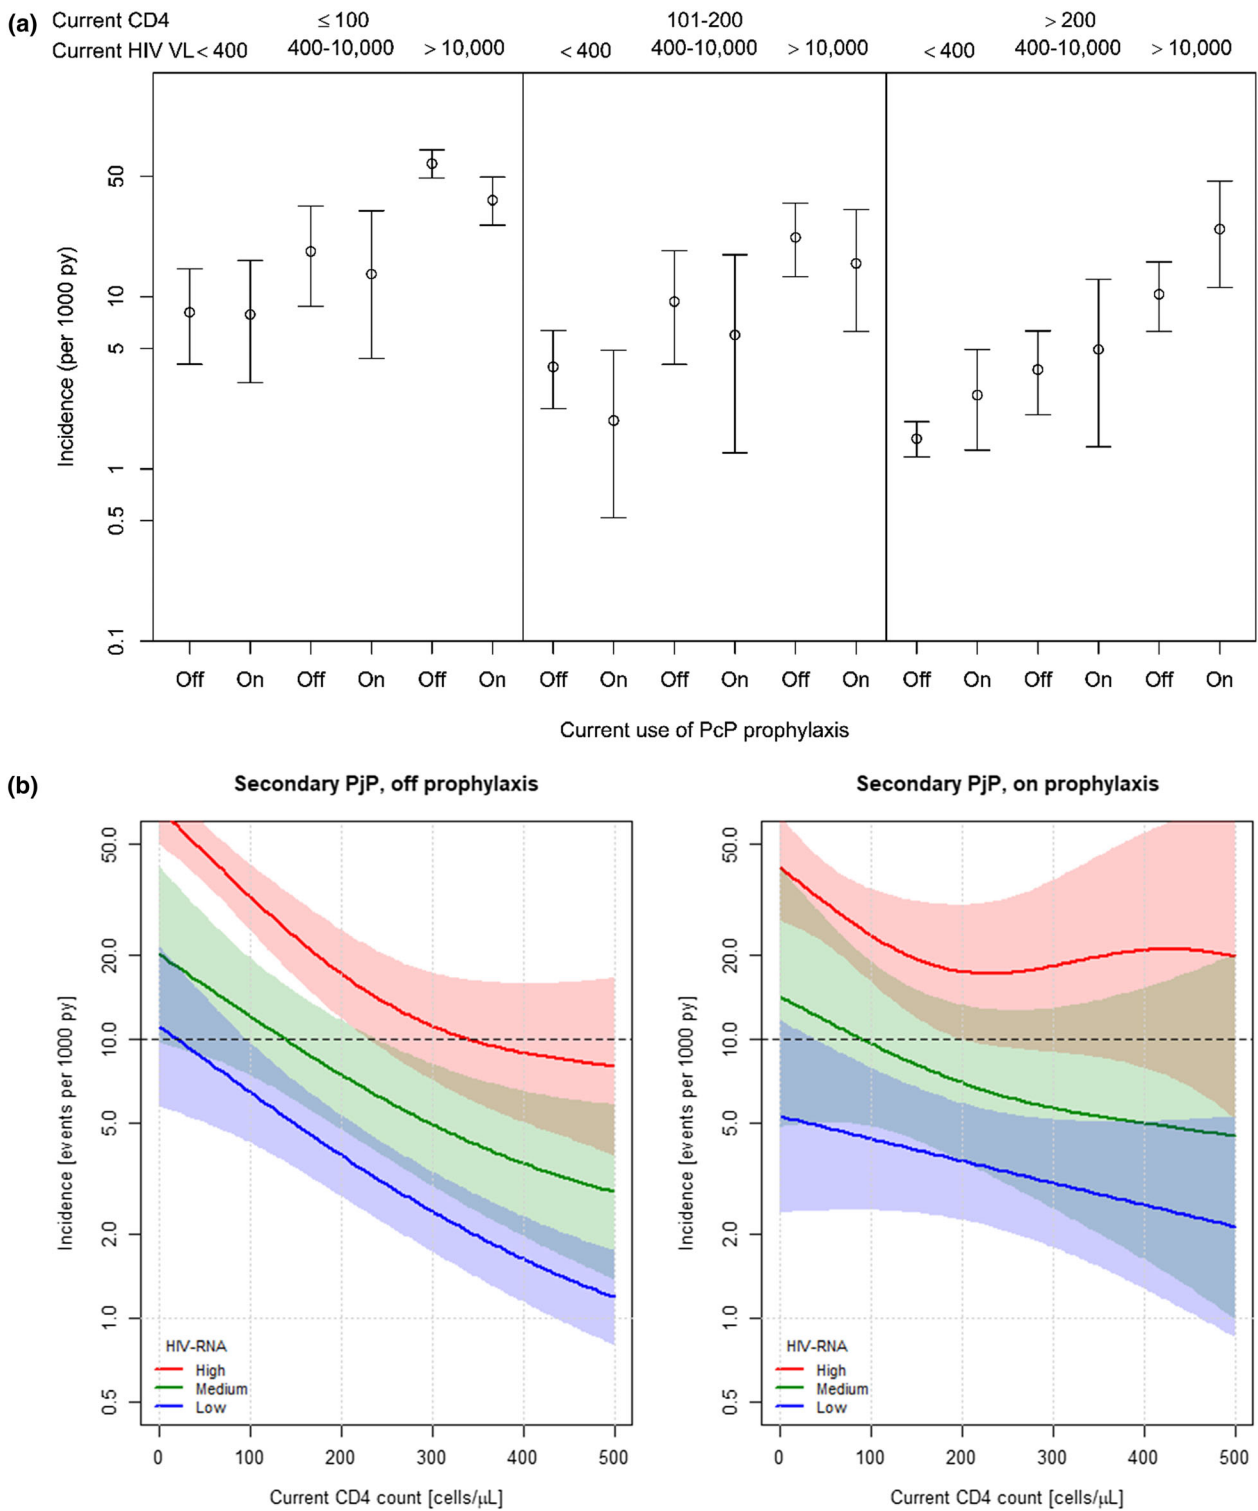 (a) Current CD4 ≤ 100 101-200 > 200
Current HIV VL < 400 400-10,000 > 10,000 < 400 400-10,000 > 10,000 < 400 400-10,000 > 10,000
Incidence (per 1000 py)
50
10
5
1
0.5
0.1
Off On Off On Off On Off On Off On Off On Off On Off On Off On
Current use of PcP prophylaxis
(b) Secondary PjP, off prophylaxis
Incidence [events per 1000 py]
50.0
20.0
10.0
5.0
2.0
1.0
0.5
HIV-RNA
High
Medium
Low
0 100 200 300 400 500
Current CD4 count [cells/μL]
Secondary PjP, on prophylaxis
Incidence [events per 1000 py]
50.0
20.0
10.0
5.0
2.0
1.0
0.5
HIV-RNA
High
Medium
Low
0 100 200 300 400 500
Current CD4 count [cells/μL]